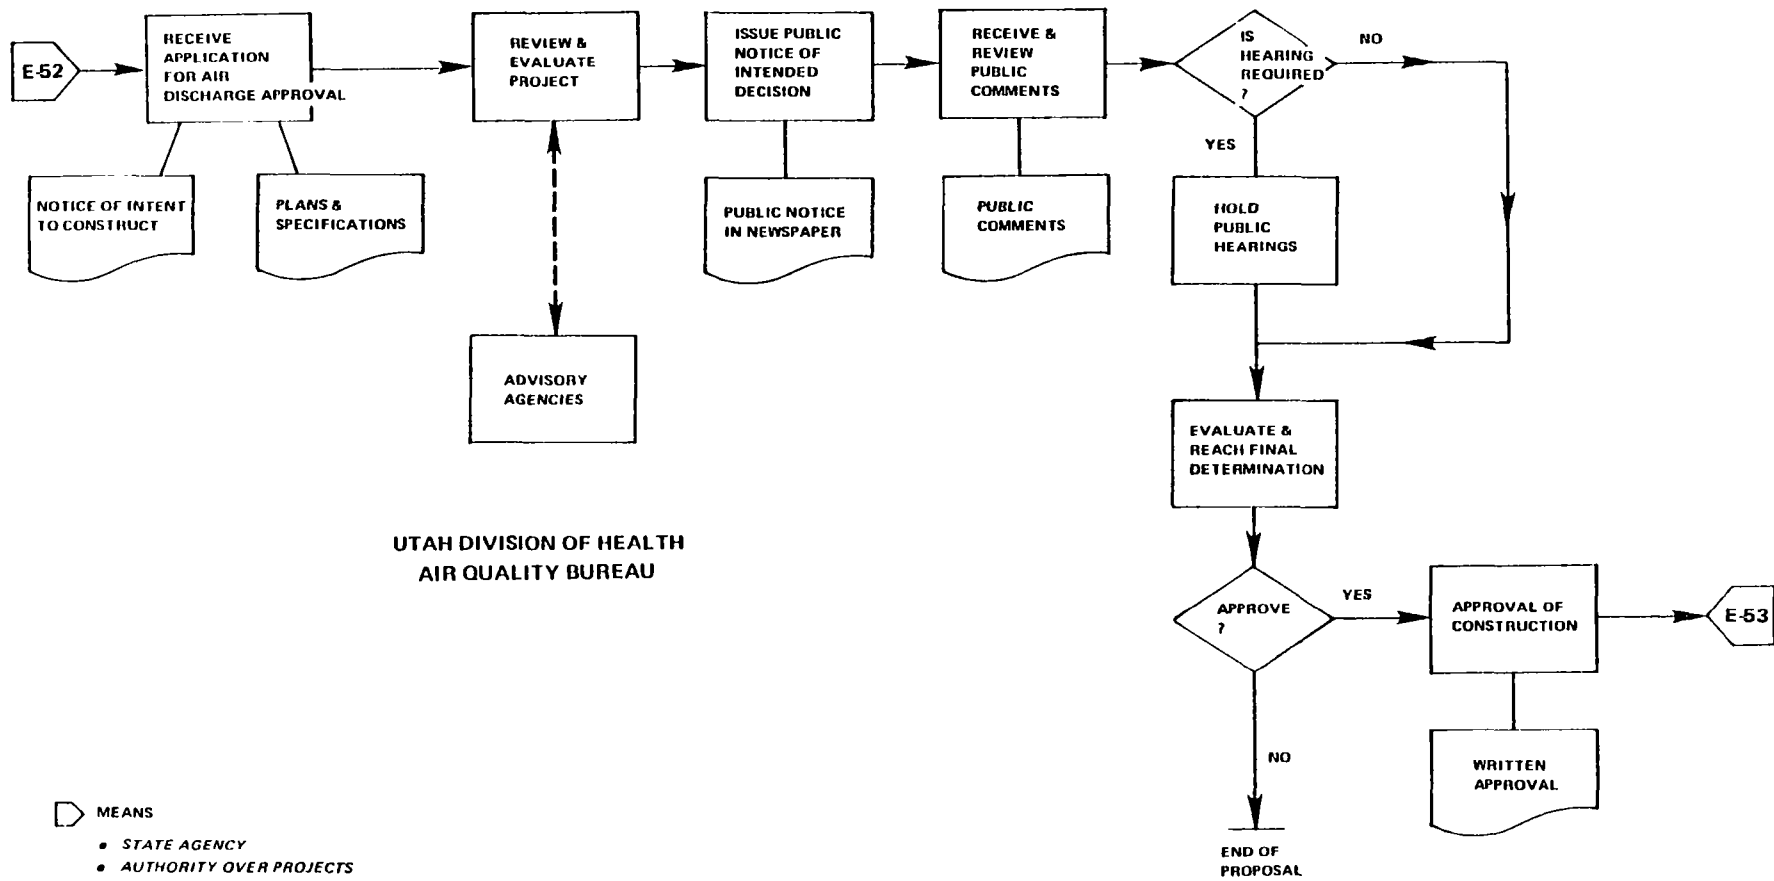 E-52
RECEIVE
APPLICATION
FOR AIR
DISCHARGE APPROVAL
NOTICE OF INTENT
TO CONSTRUCT
PLANS &
SPECIFICATIONS
REVIEW &
EVALUATE
PROJECT
ADVISORY
AGENCIES
ISSUE PUBLIC
NOTICE OF
INTENDED
DECISION
PUBLIC NOTICE
IN NEWSPAPER
RECEIVE &
REVIEW
PUBLIC
COMMENTS
PUBLIC
COMMENTS
IS
HEARING
REQUIRED
?
NO
YES
HOLD
PUBLIC
HEARINGS
EVALUATE &
REACH FINAL
DETERMINATION
APPROVE
?
YES
APPROVAL OF
CONSTRUCTION
E-53
WRITTEN
APPROVAL
NO
END OF
PROPOSAL
UTAH DIVISION OF HEALTH
AIR QUALITY BUREAU
MEANS
• STATE AGENCY
• AUTHORITY OVER PROJECTS